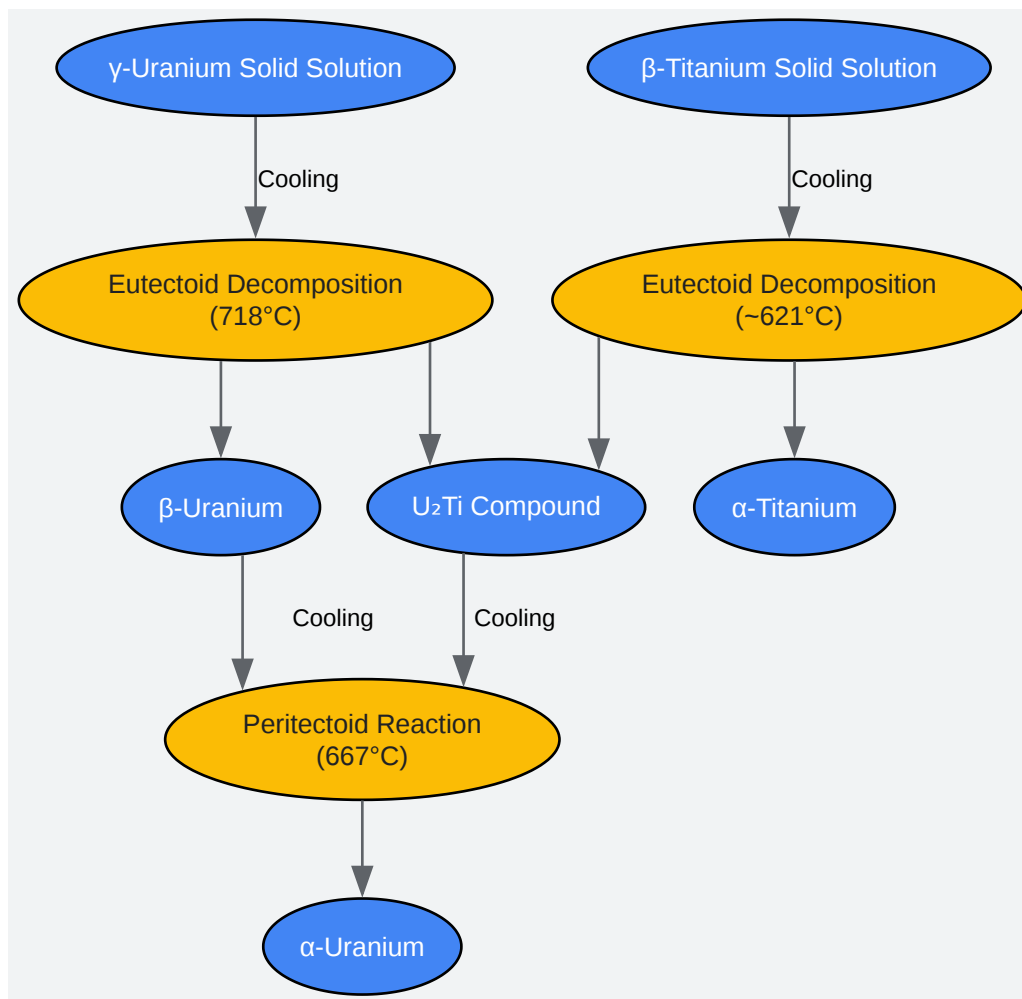 γ-Uranium Solid Solution
β-Titanium Solid Solution
Cooling
Cooling
Eutectoid Decomposition
(718°C)
Eutectoid Decomposition
(~621°C)
β-Uranium
U₂Ti Compound
α-Titanium
Cooling
Cooling
Peritectoid Reaction
(667°C)
α-Uranium